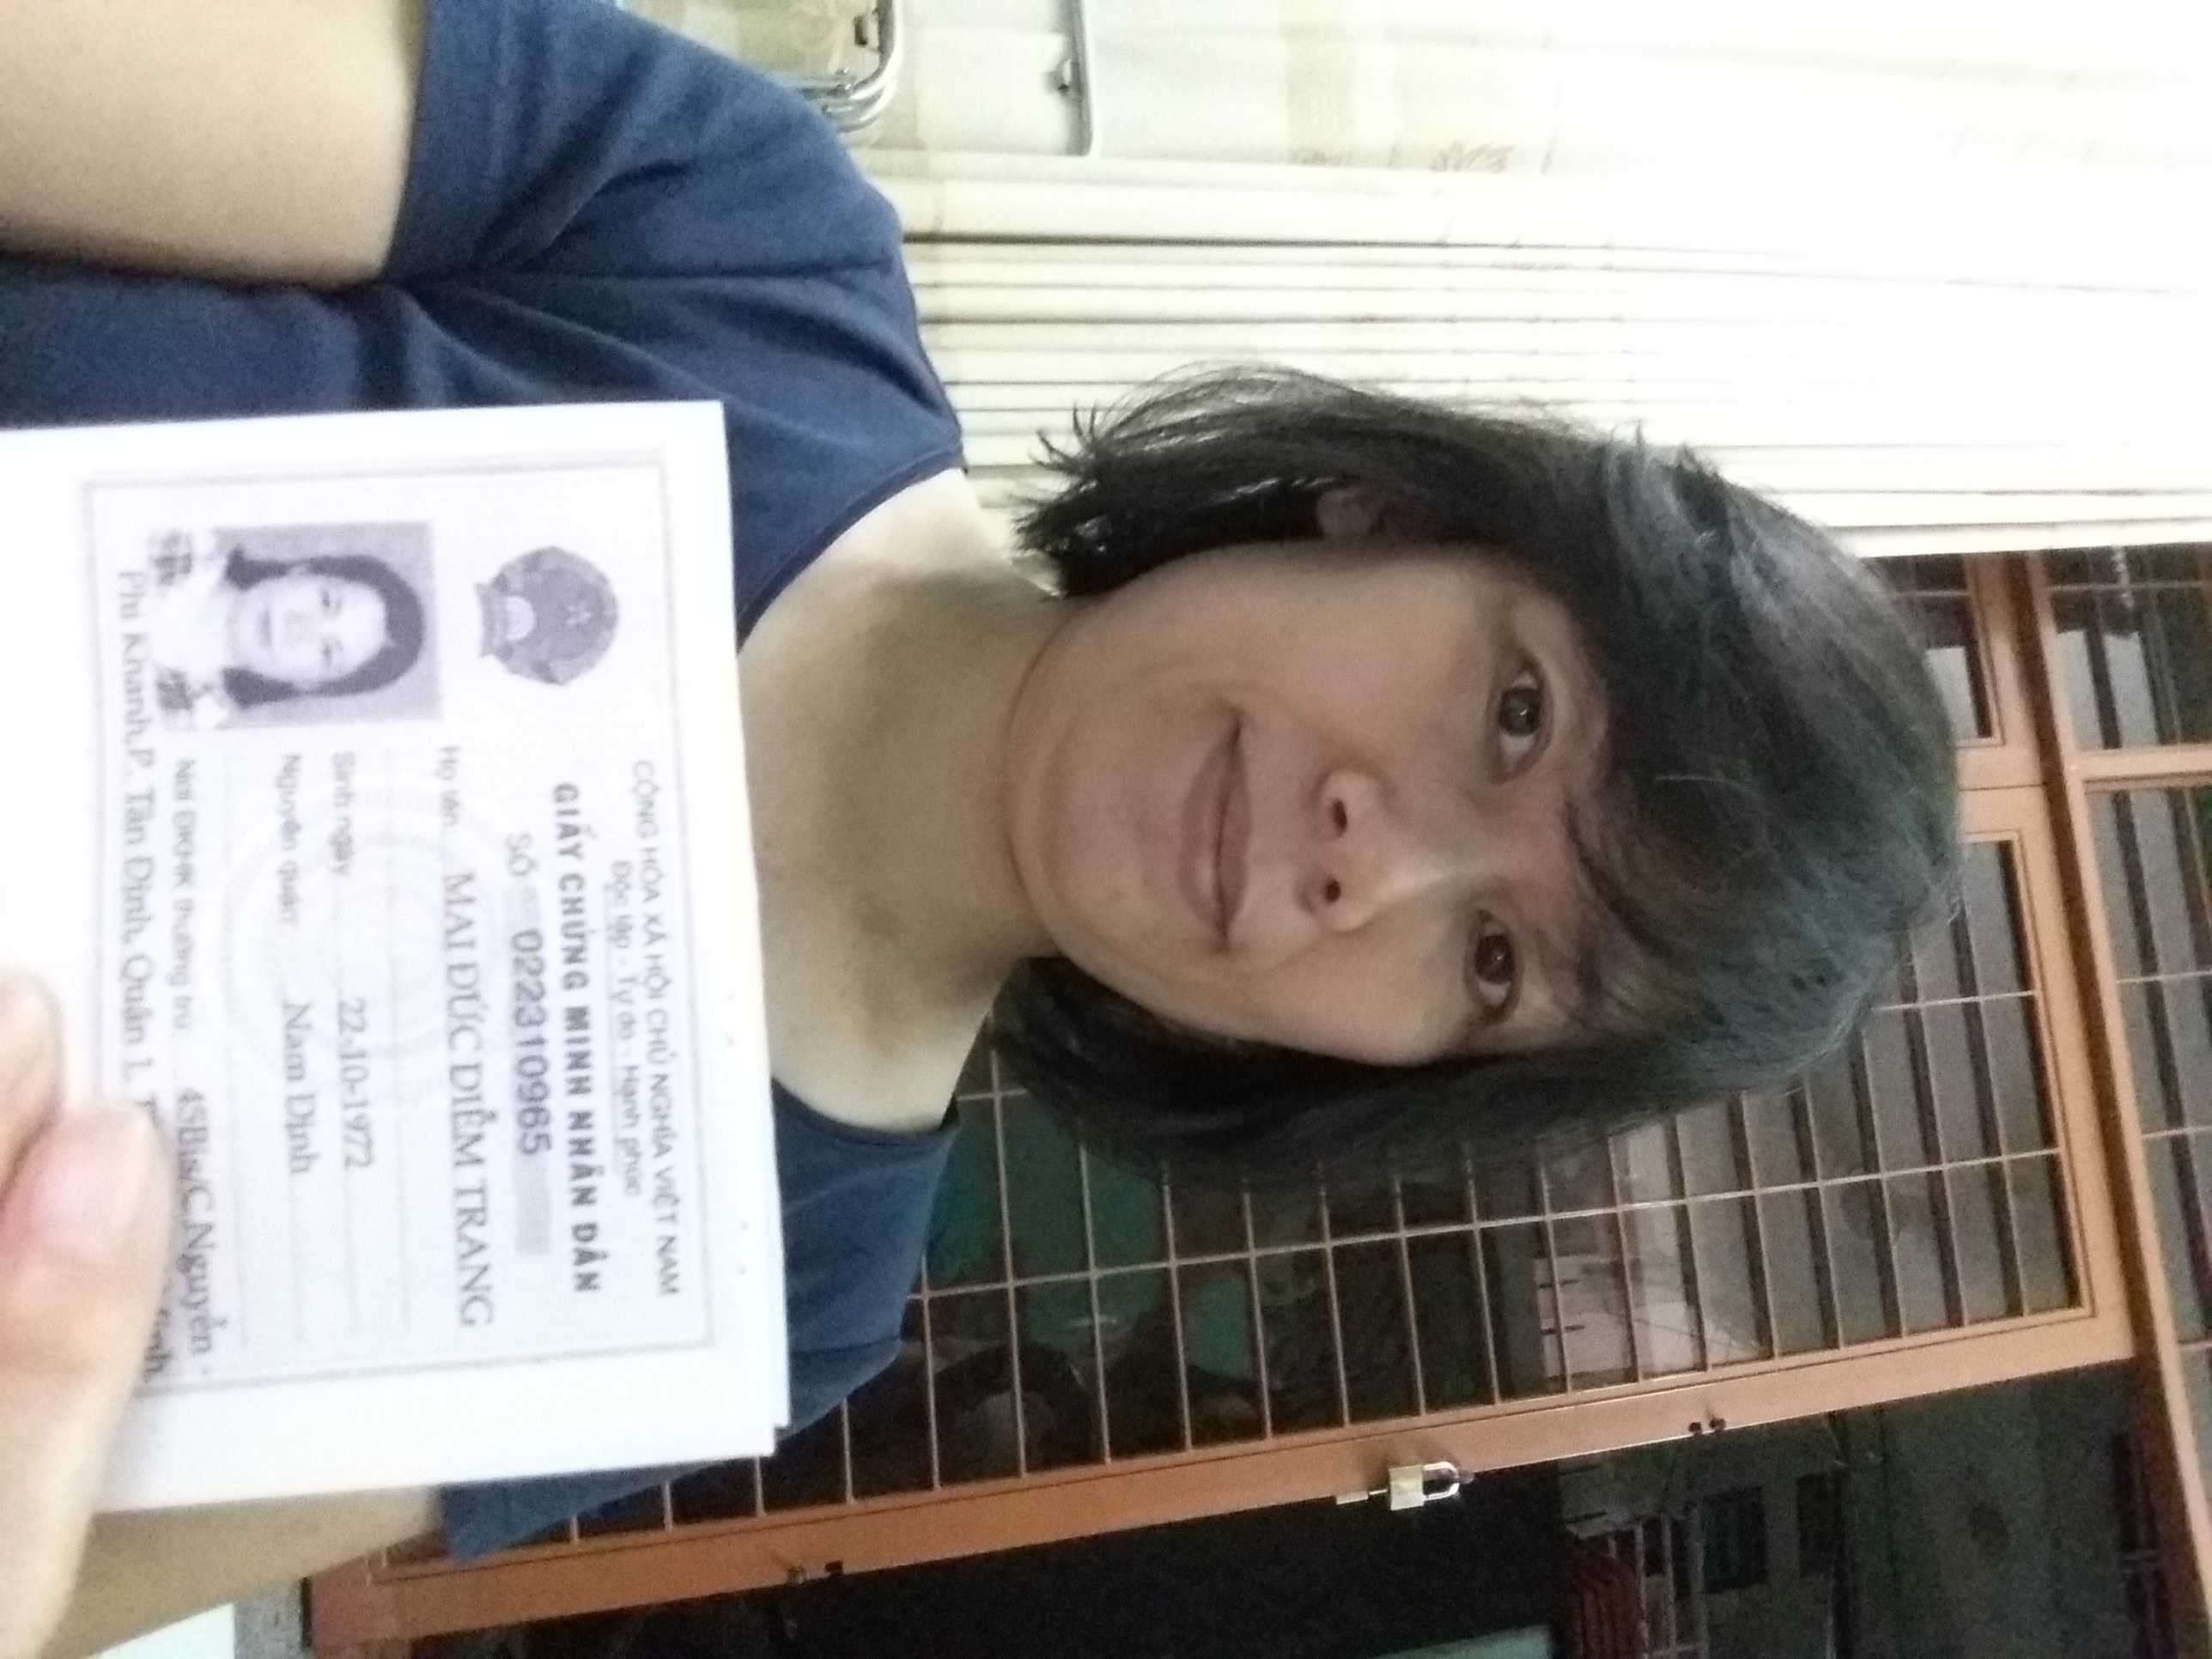 CỘNG HÒA XÃ HỘI CHỦ NGHĨA VIỆT NAM
Độc lập - Tự do - Hạnh phúc
GIẤY CHỨNG MINH NHÂN DÂN
SỐ 022310965
Họ tên: MAI ĐỨC DIỄM TRANG
Sinh ngày 22-10-1972
Nguyên quán: Nam Định
Nơi ĐKHK thường trú: 45Bis/C.Nguyễn -
Phi Khanh,P. Tân Định, Quận 1,